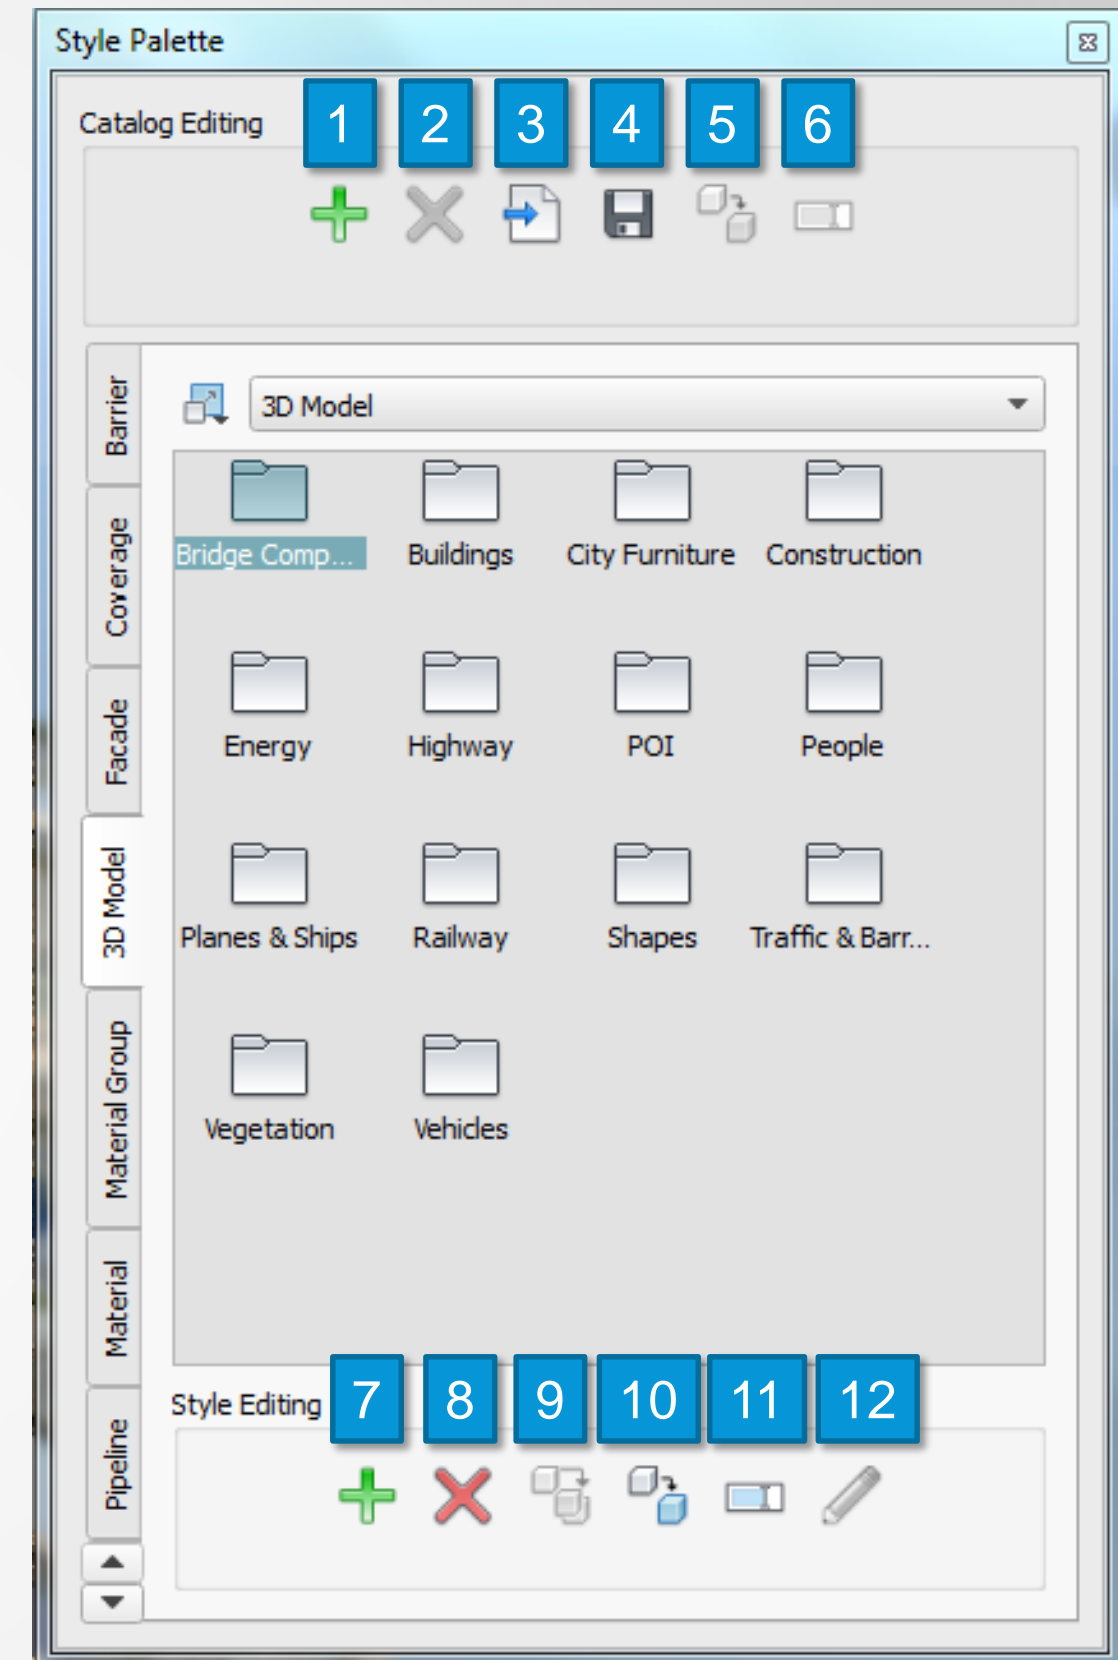 Style Palette
Catalog Editing
1 2 3 4 5 6
Barrier
Coverage
Facade
3D Model
Material Group
Material
Pipeline
3D Model
Bridge Comp... Buildings City Furniture Construction
Energy Highway POI People
Planes & Ships Railway Shapes Traffic & Barr...
Vegetation Vehicles
Style Editing
7 8 9 10 11 12